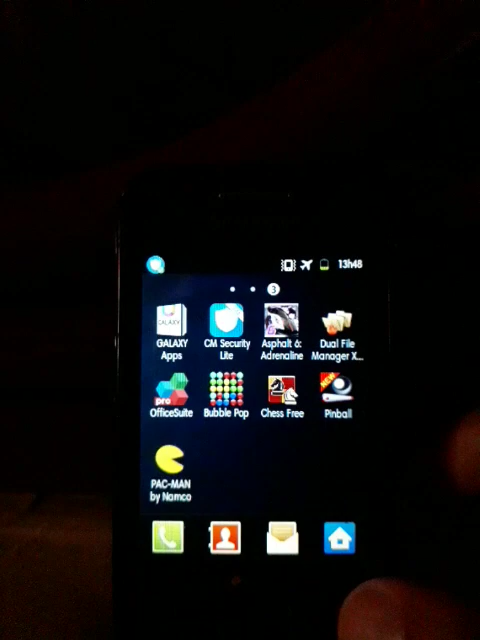 13h48
3
GALAXY
GALAXY
Apps
CM Security
Lite
Asphalt 6:
Adrenaline
Dual File
Manager X...
pro
OfficeSuite
Bubble Pop
Chess Free
NEW
Pinball
PAC-MAN
by Namco